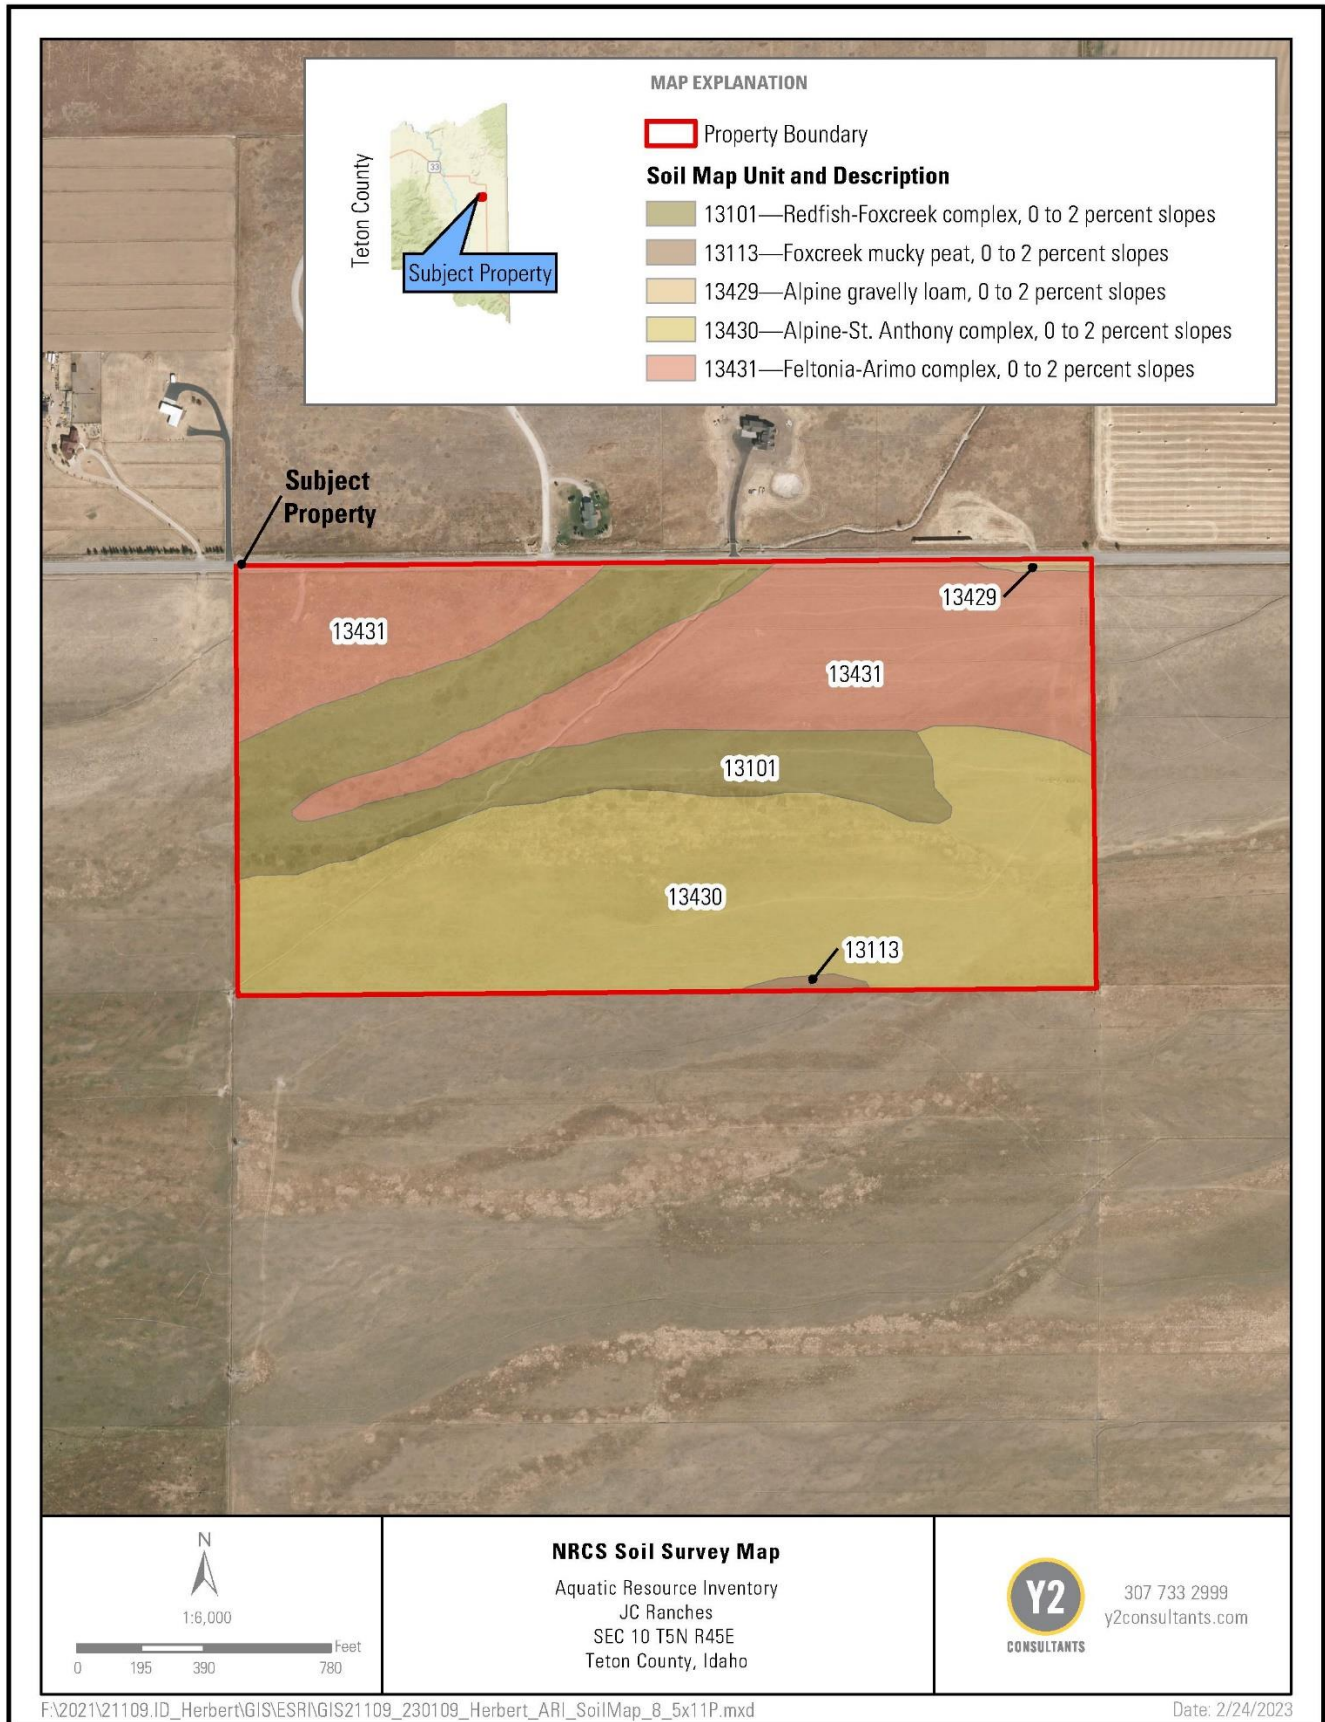 MAP EXPLANATION
Teton County
33
Subject Property
Property Boundary
Soil Map Unit and Description
13101—Redfish-Foxcreek complex, 0 to 2 percent slopes
13113—Foxcreek mucky peat, 0 to 2 percent slopes
13429—Alpine gravelly loam, 0 to 2 percent slopes
13430—Alpine-St. Anthony complex, 0 to 2 percent slopes
13431—Feltonia-Arimo complex, 0 to 2 percent slopes
Subject
Property
13429
13431
13431
13101
13430
13113
N
1:6,000
Feet
0 195 390 780
NRCS Soil Survey Map
Aquatic Resource Inventory
JC Ranches
SEC 10 T5N R45E
Teton County, Idaho
Y2
CONSULTANTS
307 733 2999
y2consultants.com
F:\2021\21109.ID_Herbert\GIS\ESRI\GIS21109_230109_Herbert_ARI_SoilMap_8_5x11P.mxd
Date: 2/24/2023